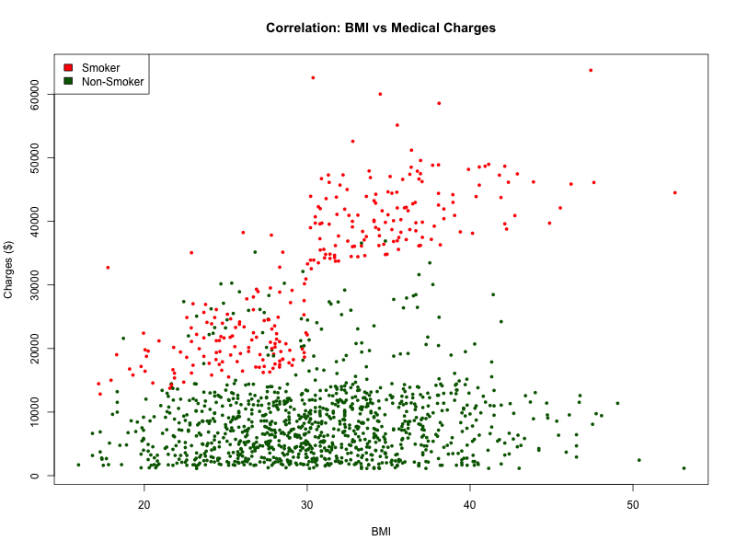 Correlation: BMI vs Medical Charges
Smoker
Non-Smoker
Charges ($)
60000
50000
40000
30000
20000
10000
0
20 30 40 50
BMI